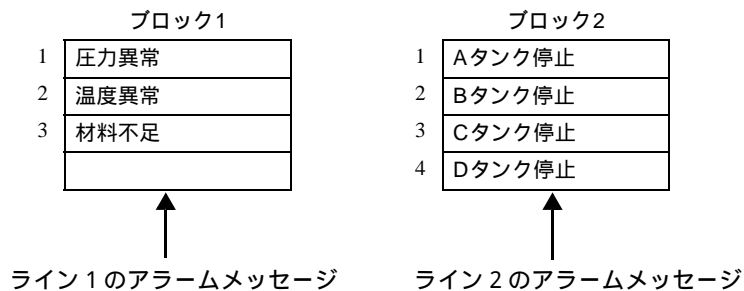 ブロック1
1 圧力異常
2 温度異常
3 材料不足
ライン1のアラームメッセージ
ブロック2
1 Aタンク停止
2 Bタンク停止
3 Cタンク停止
4 Dタンク停止
ライン2のアラームメッセージ